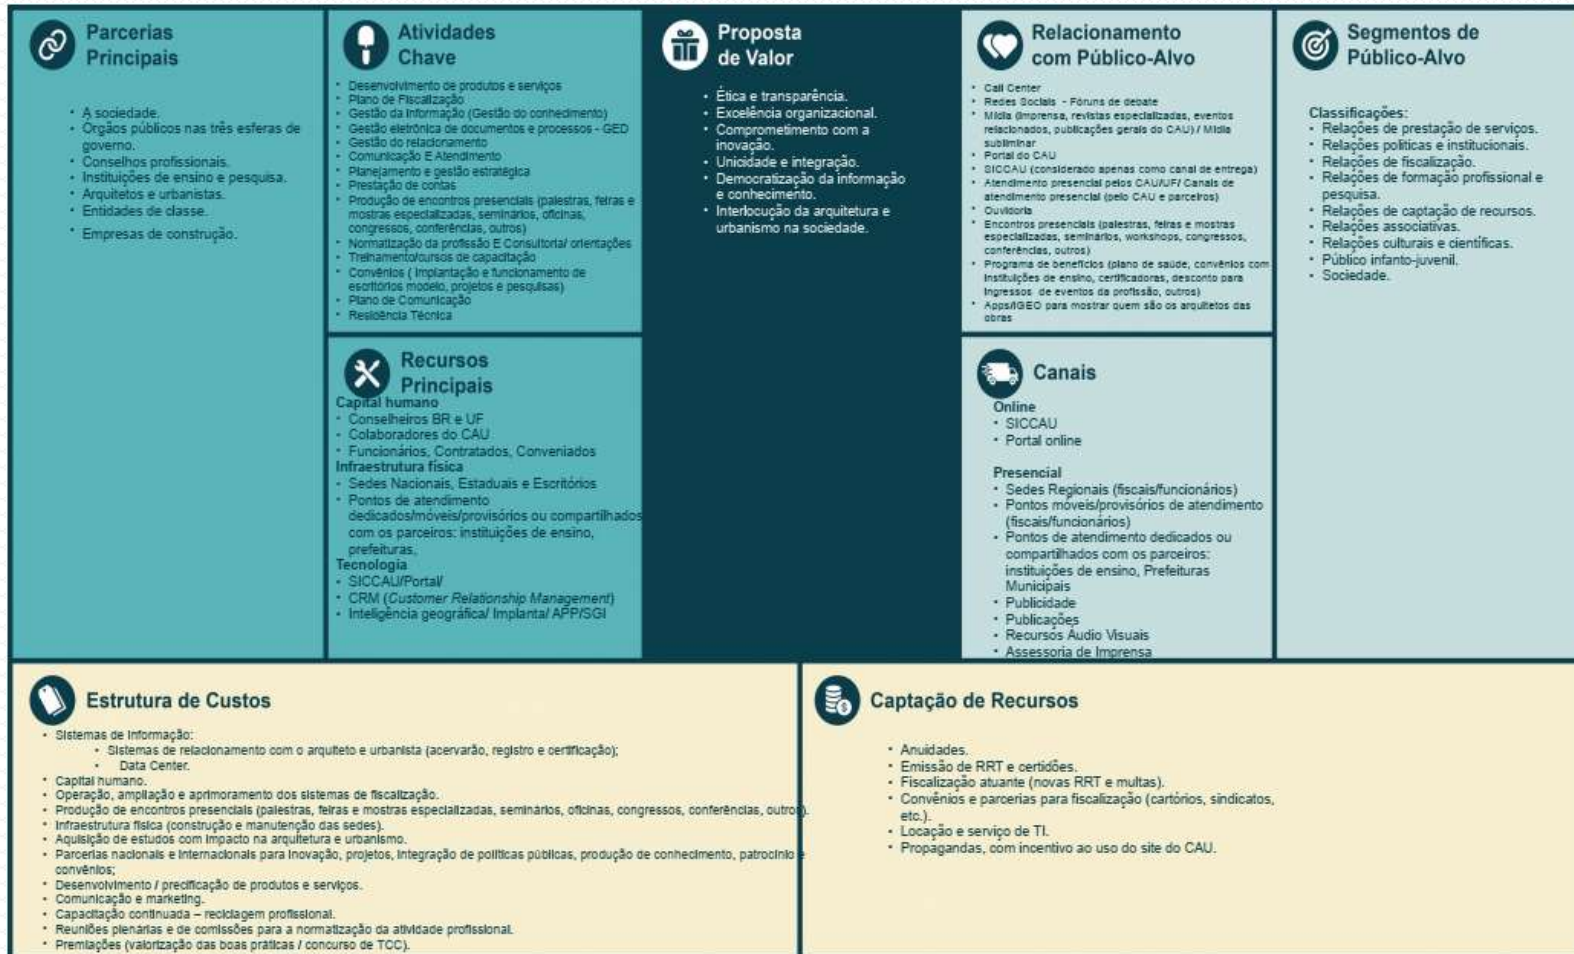 Parcerias
Principais
• A sociedade.
• Orgãos públicos nas três esferas de
governo.
• Conselhos profissionais.
• Instituições de ensino e pesquisa.
• Arquitetos e urbanistas.
• Entidades de classe.
• Empresas de construção.
Atividades
Chave
• Desenvolvimento de produtos e serviços
• Plano de Fiscalização
• Gestão da Informação (Gestão do conhecimento)
• Gestão eletrônica de documentos e processos - GED
• Gestão do relacionamento
• Comunicação E Atendimento
• Planejamento e gestão estratégica
• Prestação de contas
• Produção de encontros presenciais (palestras, feiras e
mostras especializadas, seminários, oficinas,
congressos, conferências, outros)
• Normatização da profissão E Consultoria/ orientações
• Treinamento/cursos de capacitação
• Convênios ( Implantação e funcionamento de
escritórios modelo, projetos e pesquisas)
• Plano de Comunicação
• Residência Técnica
Recursos
Principais
Capital humano
• Conselheiros BR e UF
• Colaboradores do CAU
• Funcionários, Contratados, Conveniados
Infraestrutura física
• Sedes Nacionais, Estaduais e Escritórios
• Pontos de atendimento
dedicados/móveis/provisórios ou compartilhados
com os parceiros: instituições de ensino,
prefeituras,
Tecnologia
• SICCAU/Portal/
• CRM (Customer Relationship Management)
• Inteligência geográfica/ Implanta/ APP/SGI
Proposta
de Valor
• Ética e transparência.
• Excelência organizacional.
• Comprometimento com a
inovação.
• Unicidade e integração.
• Democratização da informação
e conhecimento.
• Interlocução da arquitetura e
urbanismo na sociedade.
Relacionamento
com Público-Alvo
• Call Center
• Redes Sociais - Fóruns de debate
• Mídia (Imprensa, revistas especializadas, eventos
relacionados, publicações gerais do CAU) / Mídia
subliminar
• Portal do CAU
• SICCAU (considerado apenas como canal de entrega)
• Atendimento presencial pelos CAU/UF/ Canais de
atendimento presencial (pelo CAU e parceiros)
• Ouvidoria
• Encontros presenciais (palestras, feiras e mostras
especializadas, seminários, workshops, congressos,
conferências, outros)
• Programa de benefícios (plano de saúde, convênios com
Instituições de ensino, certificadoras, desconto para
Ingressos de eventos da profissão, outros)
• Apps/IGEO para mostrar quem são os arquitetos das
obras
Canais
Online
• SICCAU
• Portal online
Presencial
• Sedes Regionais (fiscais/funcionários)
• Pontos móveis/provisórios de atendimento
(fiscais/funcionários)
• Pontos de atendimento dedicados ou
compartilhados com os parceiros:
instituições de ensino, Prefeituras
Municipais
• Publicidade
• Publicações
• Recursos Áudio Visuais
• Assessoria de Imprensa
Segmentos de
Público-Alvo
Classificações:
• Relações de prestação de serviços.
• Relações políticas e institucionais.
• Relações de fiscalização.
• Relações de formação profissional e
pesquisa.
• Relações de captação de recursos.
• Relações associativas.
• Relações culturais e científicas.
• Público infanto-juvenil.
• Sociedade.
Estrutura de Custos
• Sistemas de Informação:
• Sistemas de relacionamento com o arquiteto e urbanista (acervarão, registro e certificação);
• Data Center.
• Capital humano.
• Operação, ampliação e aprimoramento dos sistemas de fiscalização.
• Produção de encontros presenciais (palestras, feiras e mostras especializadas, seminários, oficinas, congressos, conferências, outros).
• Infraestrutura física (construção e manutenção das sedes).
• Aquisição de estudos com impacto na arquitetura e urbanismo.
• Parcerias nacionais e internacionais para inovação, projetos, integração de políticas públicas, produção de conhecimento, patrocínio e
convênios;
• Desenvolvimento / precificação de produtos e serviços.
• Comunicação e marketing.
• Capacitação continuada – reciclagem profissional.
• Reuniões plenárias e de comissões para a normatização da atividade profissional.
• Premiações (valorização das boas práticas / concurso de TCC).
Captação de Recursos
• Anuidades.
• Emissão de RRT e certidões.
• Fiscalização atuante (novas RRT e multas).
• Convênios e parcerias para fiscalização (cartórios, sindicatos,
etc.).
• Locação e serviço de TI.
• Propagandas, com incentivo ao uso do site do CAU.